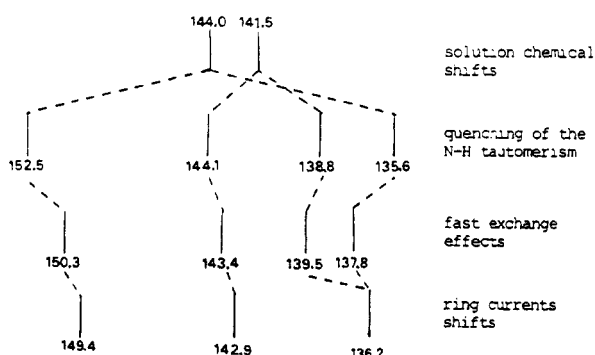 144.0 141.5
solution chemical
shifts
quenching of the
N-H tautomerism
152.5 144.1 138.8 135.6
fast exchange
effects
150.3 143.4 139.5 137.8
ring currents
shifts
149.4 142.9 136.2